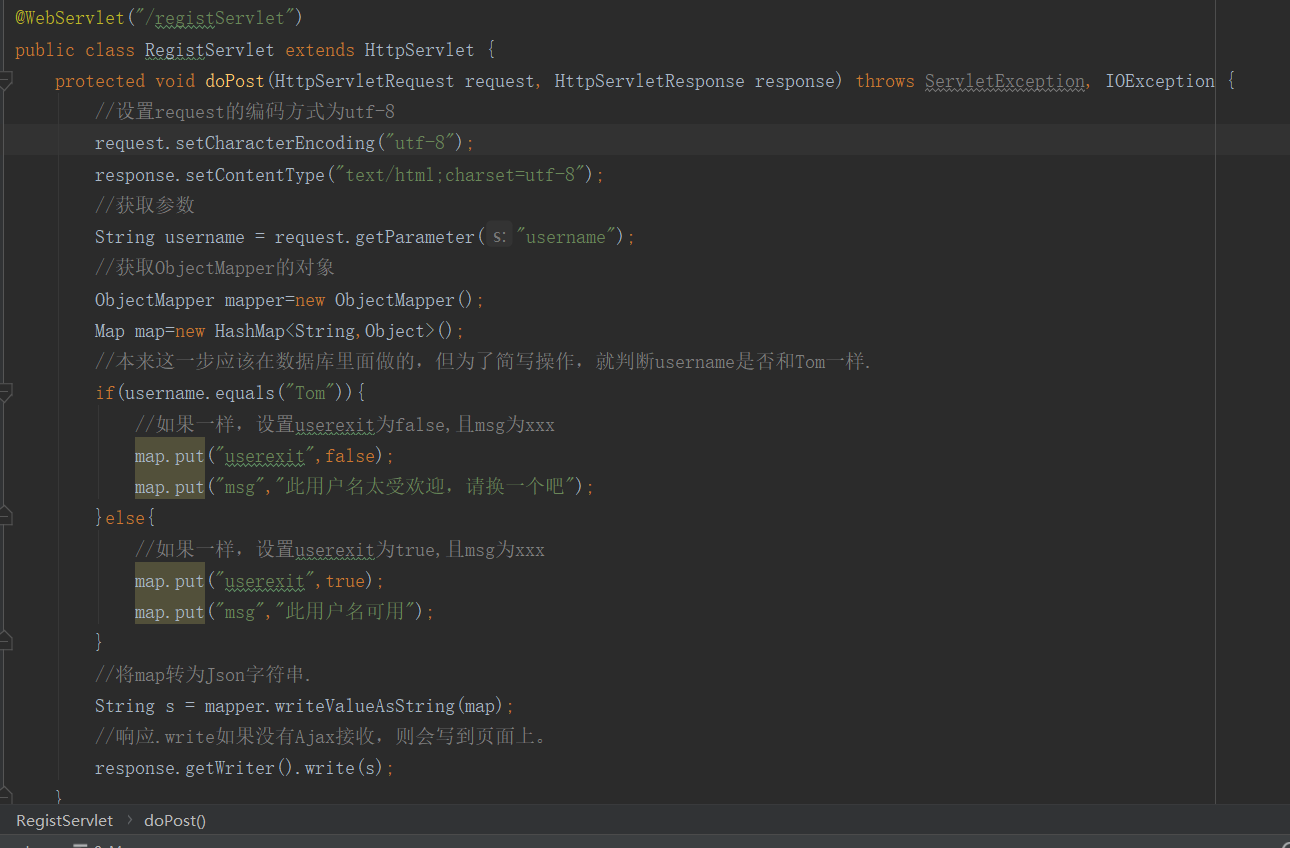 @WebServlet("/registServlet")
public class RegistServlet extends HttpServlet {
    protected void doPost(HttpServletRequest request, HttpServletResponse response) throws ServletException, IOException {
        //设置request的编码方式为utf-8
        request.setCharacterEncoding("utf-8");
        response.setContentType("text/html;charset=utf-8");
        //获取参数
        String username = request.getParameter( s: "username");
        //获取ObjectMapper的对象
        ObjectMapper mapper=new ObjectMapper();
        Map map=new HashMap<String,Object>();
        //本来这一步应该在数据库里面做的，但为了简写操作，就判断username是否和Tom一样.
        if(username.equals("Tom")){
            //如果一样，设置userexit为false,且msg为xxx
            map.put("userexit",false);
            map.put("msg","此用户名太受欢迎，请换一个吧");
        }else{
            //如果一样，设置userexit为true,且msg为xxx
            map.put("userexit",true);
            map.put("msg","此用户名可用");
        }
        //将map转为Json字符串.
        String s = mapper.writeValueAsString(map);
        //响应.write如果没有Ajax接收，则会写到页面上。
        response.getWriter().write(s);
    }
RegistServlet › doPost()